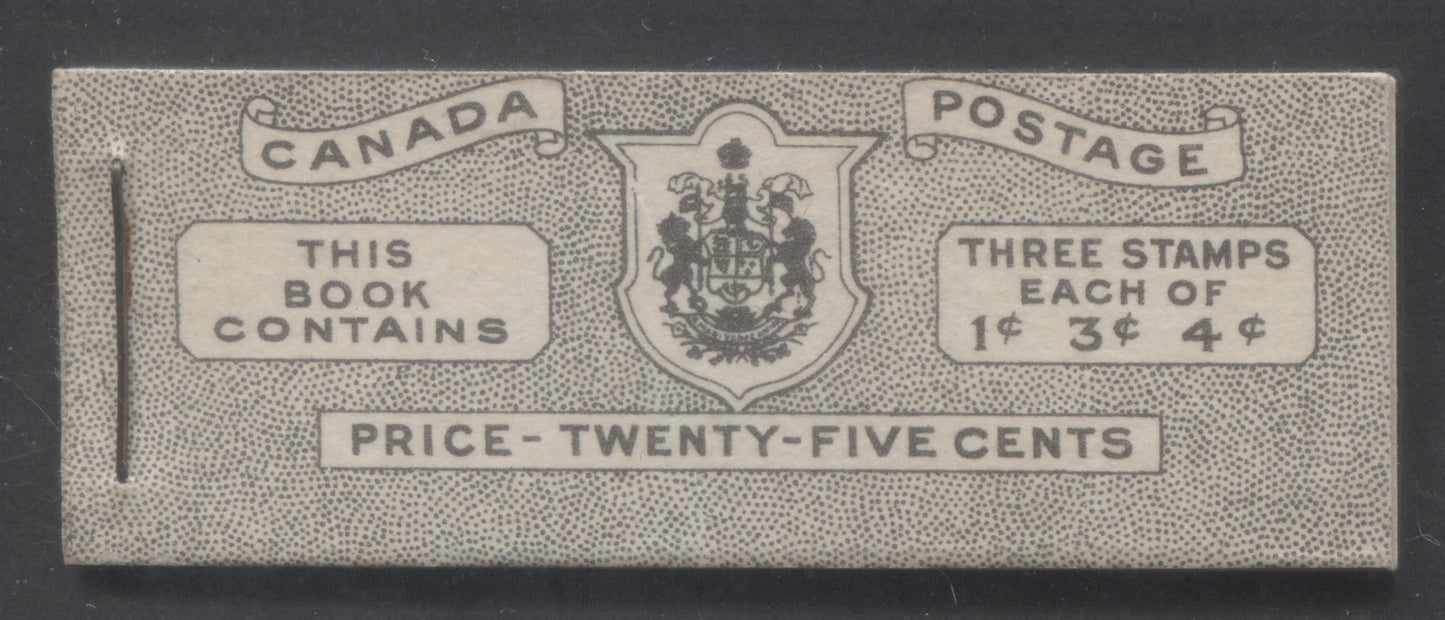 CANADA
POSTAGE
THIS
BOOK
CONTAINS
THREE STAMPS
EACH OF
1¢ 3¢ 4¢
PRICE - TWENTY-FIVE CENTS